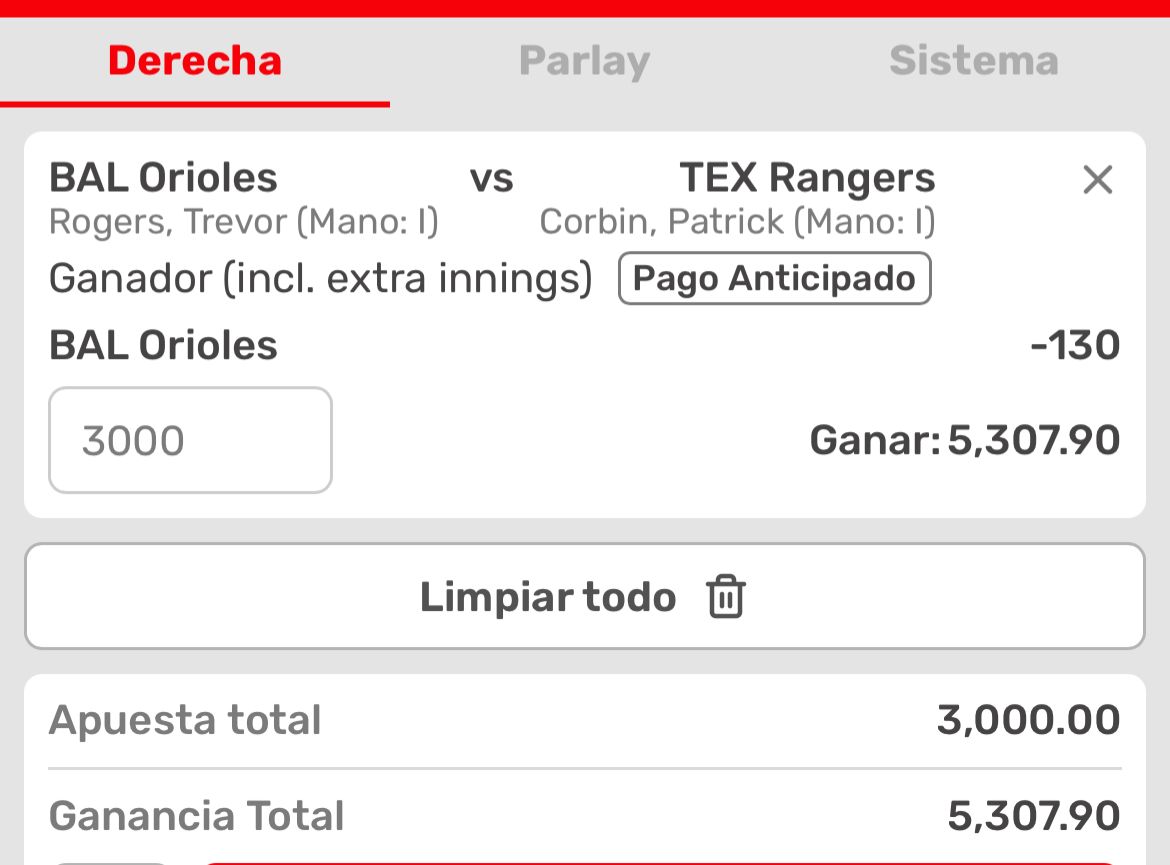 Derecha Parlay Sistema
BAL Orioles vs TEX Rangers
Rogers, Trevor (Mano: I) Corbin, Patrick (Mano: I)
Ganador (incl. extra innings) Pago Anticipado
BAL Orioles -130
3000 Ganar: 5,307.90
Limpiar todo
Apuesta total 3,000.00
Ganancia Total 5,307.90